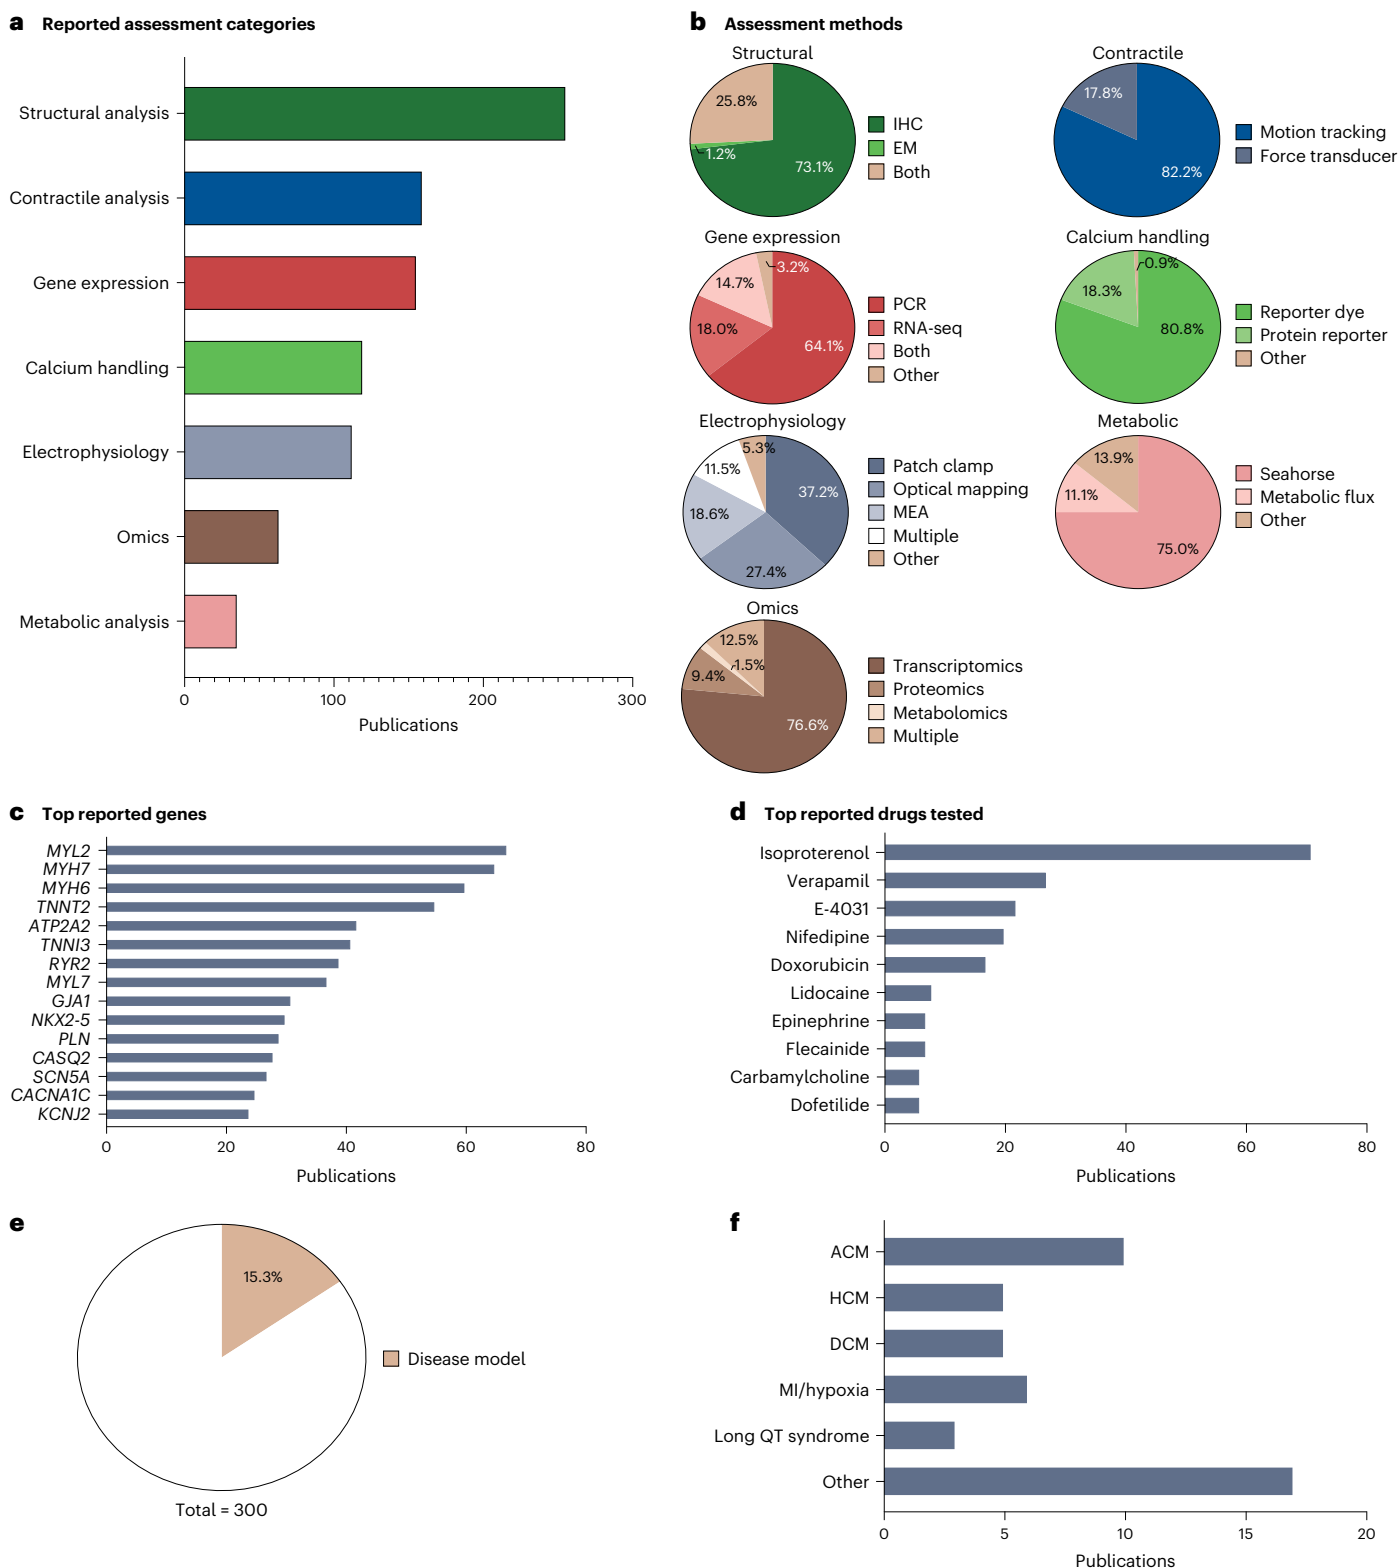 a Reported assessment categories
Structural analysis
Contractile analysis
Gene expression
Calcium handling
Electrophysiology
Omics
Metabolic analysis
0 100 200 300
Publications
b Assessment methods
Structural
25.8%
1.2%
73.1%
IHC
EM
Both
Contractile
17.8%
82.2%
Motion tracking
Force transducer
Gene expression
3.2%
14.7%
18.0%
64.1%
PCR
RNA-seq
Both
Other
Calcium handling
0.9%
18.3%
80.8%
Reporter dye
Protein reporter
Other
Electrophysiology
5.3%
11.5%
37.2%
18.6%
27.4%
Patch clamp
Optical mapping
MEA
Multiple
Other
Metabolic
13.9%
11.1%
75.0%
Seahorse
Metabolic flux
Other
Omics
12.5%
1.5%
9.4%
76.6%
Transcriptomics
Proteomics
Metabolomics
Multiple
c Top reported genes
MYL2
MYH7
MYH6
TNNT2
ATP2A2
TNNI3
RYR2
MYL7
GJA1
NKX2-5
PLN
CASQ2
SCN5A
CACNA1C
KCNJ2
0 20 40 60 80
Publications
d Top reported drugs tested
Isoproterenol
Verapamil
E-4031
Nifedipine
Doxorubicin
Lidocaine
Epinephrine
Flecainide
Carbamylcholine
Dofetilide
0 20 40 60 80
Publications
e
15.3%
Disease model
Total = 300
f
ACM
HCM
DCM
MI/hypoxia
Long QT syndrome
Other
0 5 10 15 20
Publications